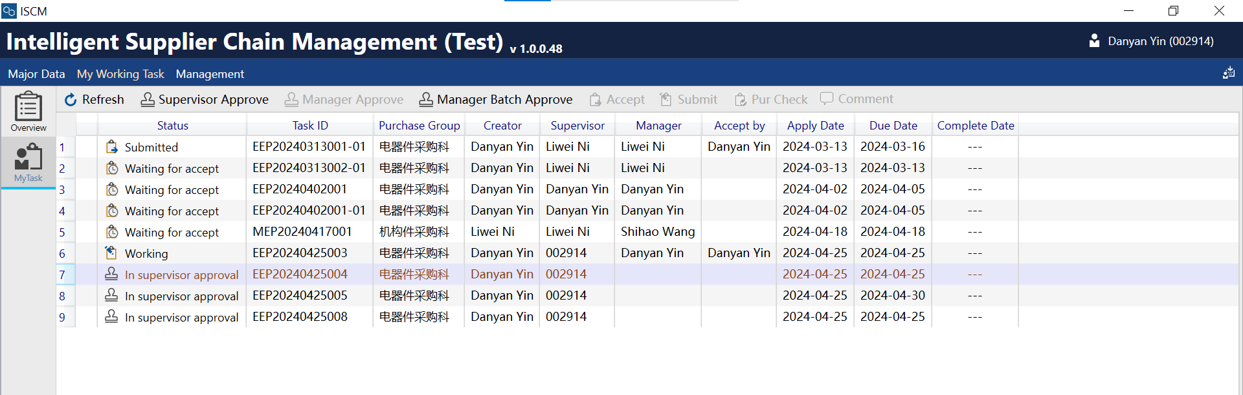 ISCM
Intelligent Supplier Chain Management (Test) v 1.0.0.48 Danyan Yin (002914)
Major Data My Working Task Management
Overview
MyTask
Refresh Supervisor Approve Manager Approve Manager Batch Approve Accept Submit Pur Check Comment
Status Task ID Purchase Group Creator Supervisor Manager Accept by Apply Date Due Date Complete Date
1 Submitted EEP20240313001-01 电器件采购科 Danyan Yin Liwei Ni Liwei Ni Danyan Yin 2024-03-13 2024-03-16 ---
2 Waiting for accept EEP20240313002-01 电器件采购科 Danyan Yin Liwei Ni Liwei Ni 2024-03-13 2024-03-13 ---
3 Waiting for accept EEP20240402001 电器件采购科 Danyan Yin Danyan Yin Danyan Yin 2024-04-02 2024-04-05 ---
4 Waiting for accept EEP20240402001-01 电器件采购科 Danyan Yin Danyan Yin Danyan Yin 2024-04-02 2024-04-05 ---
5 Waiting for accept MEP20240417001 机构件采购科 Liwei Ni Liwei Ni Shihao Wang 2024-04-18 2024-04-18 ---
6 Working EEP20240425003 电器件采购科 Danyan Yin 002914 Danyan Yin Danyan Yin 2024-04-25 2024-04-25 ---
7 In supervisor approval EEP20240425004 电器件采购科 Danyan Yin 002914 2024-04-25 2024-04-25 ---
8 In supervisor approval EEP20240425005 电器件采购科 Danyan Yin 002914 2024-04-25 2024-04-30 ---
9 In supervisor approval EEP20240425008 电器件采购科 Danyan Yin 002914 2024-04-25 2024-04-25 ---